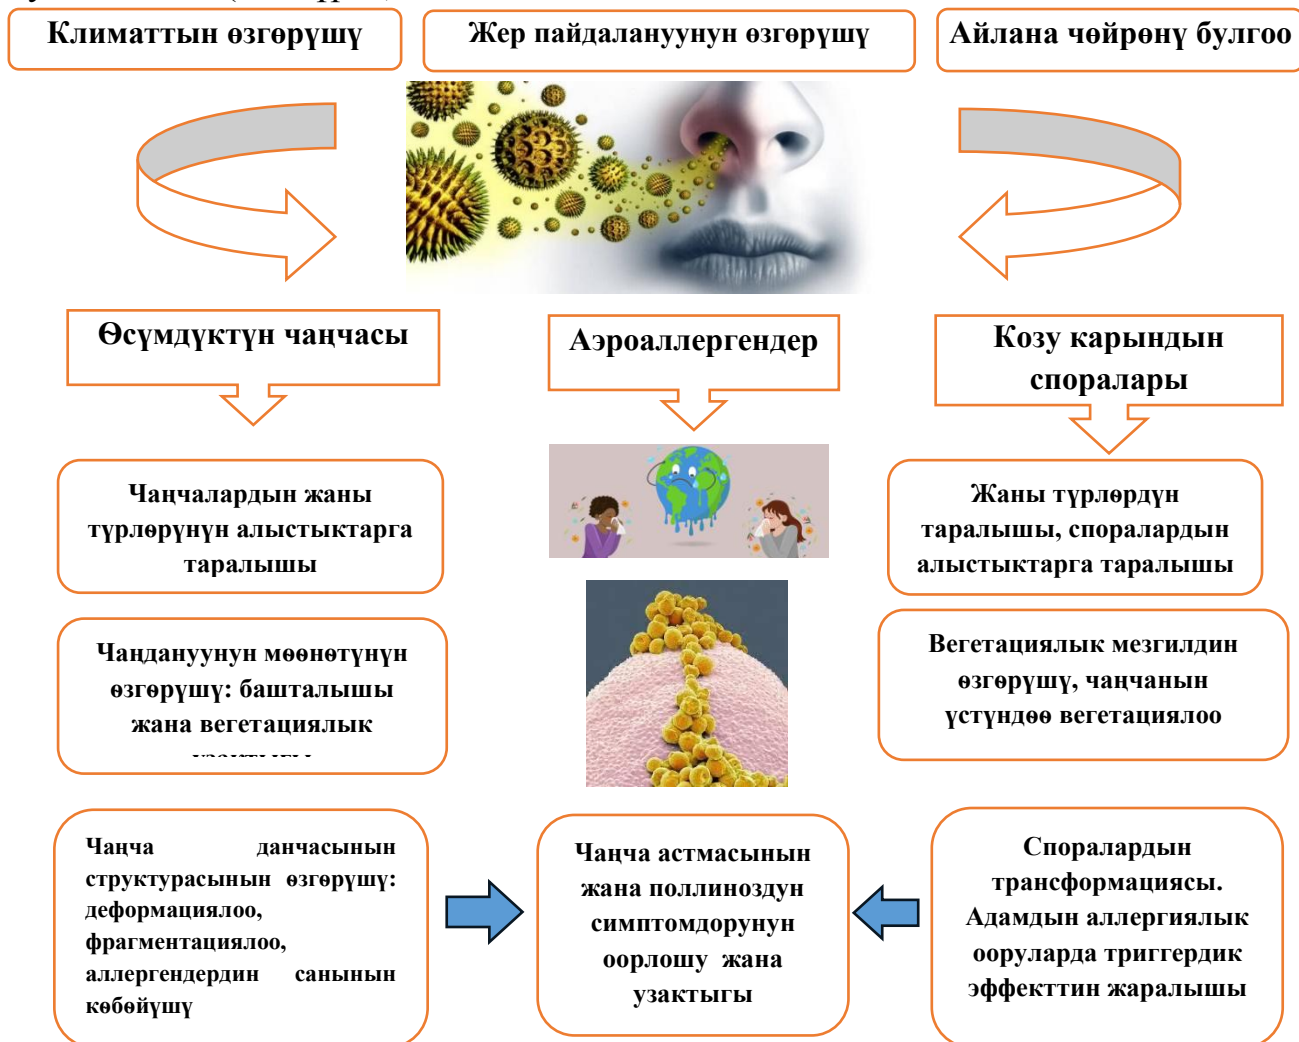 Климаттын өзгөрүшү
Жер пайдалануунун өзгөрүшү
Айлана чөйрөнү булгоо
Өсүмдүктүн чаңчасы
Аэроаллергендер
Козу карындын
споралары
Чаңчалардын жаны
түрлөрүнүн алыстыктарга
таралышы
Жаны түрлөрдүн
таралышы, споралардын
алыстыктарга таралышы
Чаңдануунун мөөнөтүнүн
өзгөрүшү: башталышы
жана вегетациялык
Вегетациялык мезгилдин
өзгөрүшү, чаңчанын
үстүндөө вегетациялоо
Чаңча данчасынын
структурасынын өзгөрүшү:
деформациялоо,
фрагментациялоо,
аллергендердин санынын
көбөйүшү
Чаңча астмасынын
жана поллиноздун
симптомдорунун
оорлошу жана
узактыгы
Споралардын
трансформациясы.
Адамдын аллергиялык
ооруларда триггердик
эффекттин жаралышы